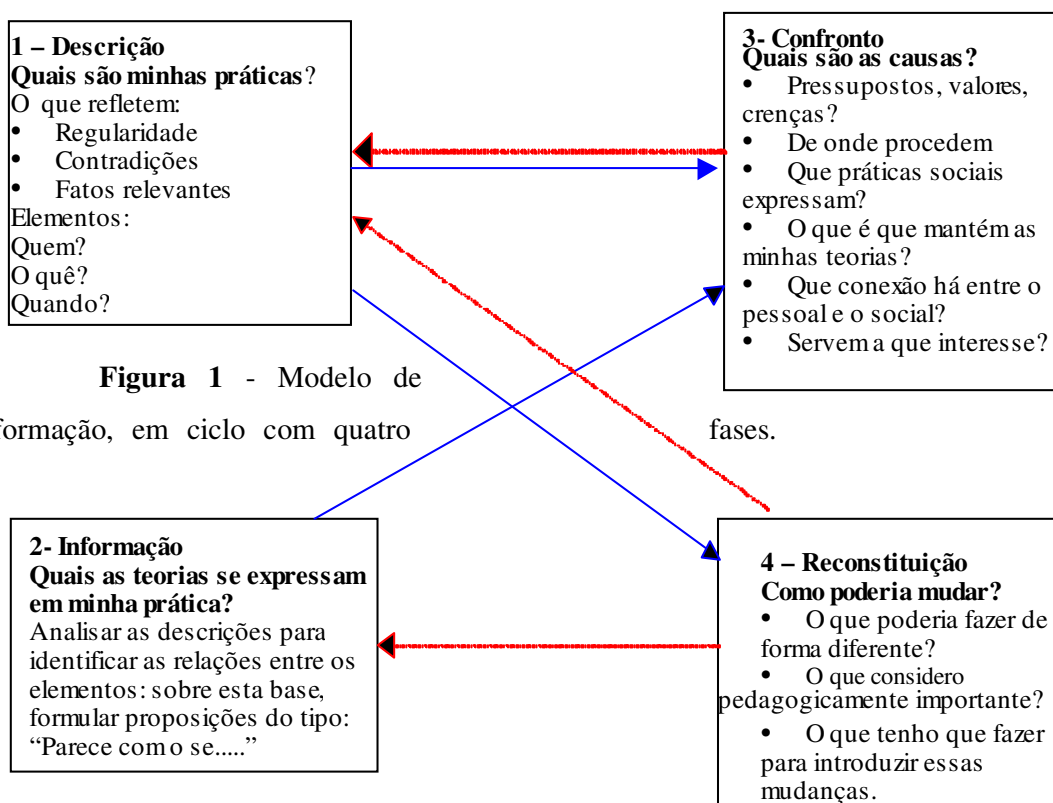 1 – Descrição
Quais são minhas práticas?
O que refletem:
• Regularidade
• Contradições
• Fatos relevantes
Elementos:
Quem?
O quê?
Quando?
3- Confronto
Quais são as causas?
• Pressupostos, valores,
crenças?
• De onde procedem
• Que práticas sociais
expressam?
• O que é que mantém as
minhas teorias?
• Que conexão há entre o
pessoal e o social?
• Servem a que interesse?
Figura 1 - Modelo de
formação, em ciclo com quatro fases.
2- Informação
Quais as teorias se expressam
em minha prática?
Analisar as descrições para
identificar as relações entre os
elementos: sobre esta base,
formular proposições do tipo:
“Parece como se.....”
4 – Reconstituição
Como poderia mudar?
• O que poderia fazer de
forma diferente?
• O que considero
pedagogicamente importante?
• O que tenho que fazer
para introduzir essas
mudanças.